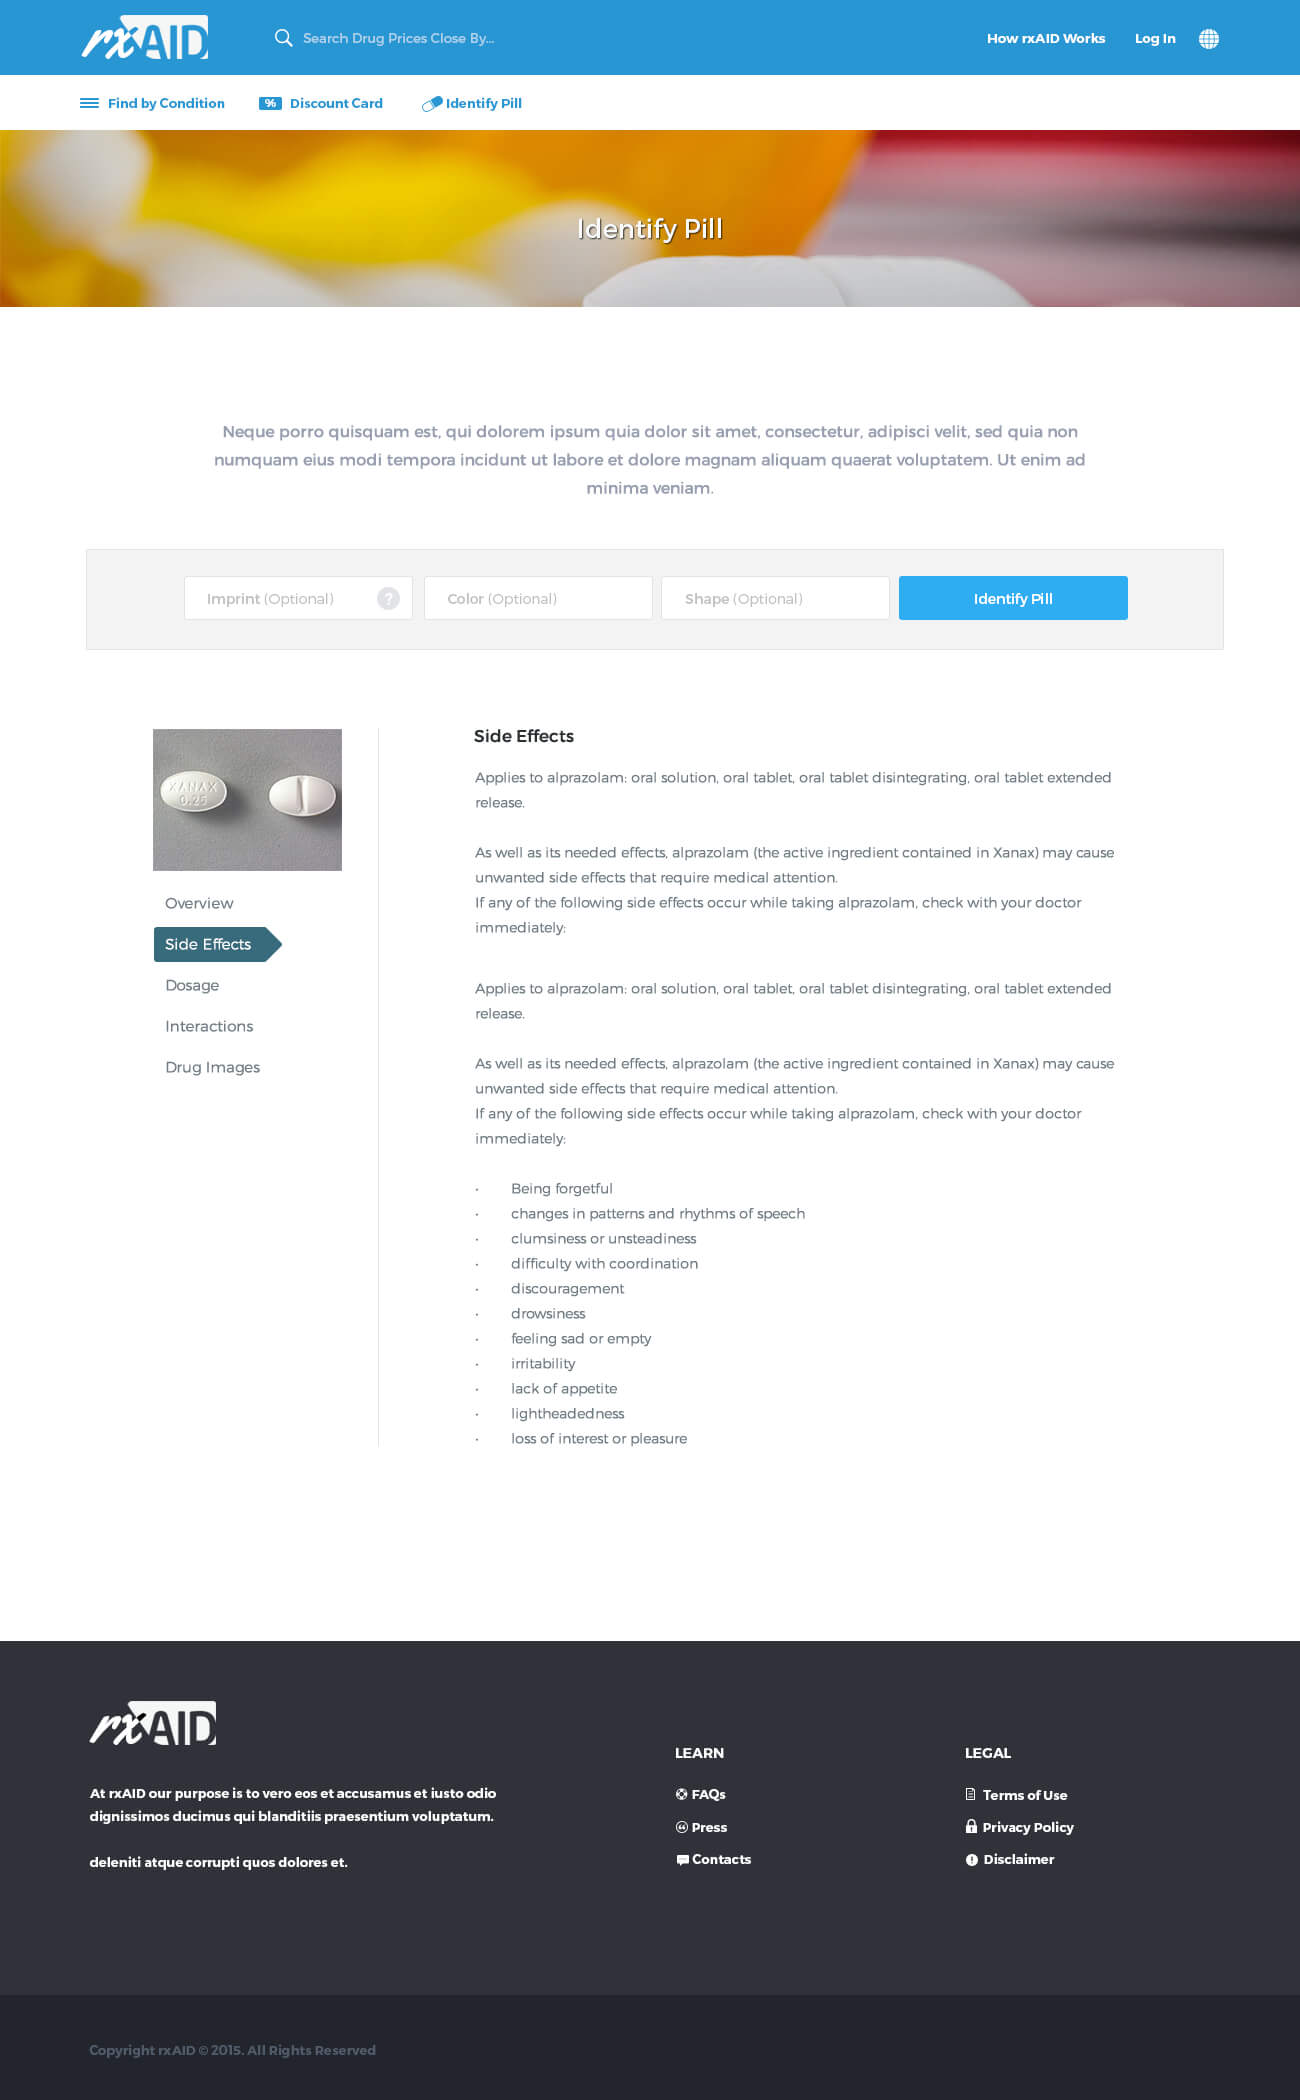 rxAID
Search Drug Prices Close By...
How rxAID Works
Log In
Find by Condition
%
Discount Card
Identify Pill
Identify Pill
Neque porro quisquam est, qui dolorem ipsum quia dolor sit amet, consectetur, adipisci velit, sed quia non
numquam eius modi tempora incidunt ut labore et dolore magnam aliquam quaerat voluptatem. Ut enim ad
minima veniam.
Imprint (Optional)
?
Color (Optional)
Shape (Optional)
Identify Pill
XANAX
0.25
Overview
Side Effects
Dosage
Interactions
Drug Images
Side Effects
Applies to alprazolam: oral solution, oral tablet, oral tablet disintegrating, oral tablet extended
release.
As well as its needed effects, alprazolam (the active ingredient contained in Xanax) may cause
unwanted side effects that require medical attention.
If any of the following side effects occur while taking alprazolam, check with your doctor
immediately:
Applies to alprazolam: oral solution, oral tablet, oral tablet disintegrating, oral tablet extended
release.
As well as its needed effects, alprazolam (the active ingredient contained in Xanax) may cause
unwanted side effects that require medical attention.
If any of the following side effects occur while taking alprazolam, check with your doctor
immediately:
• Being forgetful
• changes in patterns and rhythms of speech
• clumsiness or unsteadiness
• difficulty with coordination
• discouragement
• drowsiness
• feeling sad or empty
• irritability
• lack of appetite
• lightheadedness
• loss of interest or pleasure
rxAID
At rxAID our purpose is to vero eos et accusamus et iusto odio
dignissimos ducimus qui blanditiis praesentium voluptatum.
deleniti atque corrupti quos dolores et.
LEARN
FAQs
Press
Contacts
LEGAL
Terms of Use
Privacy Policy
Disclaimer
Copyright rxAID © 2015. All Rights Reserved